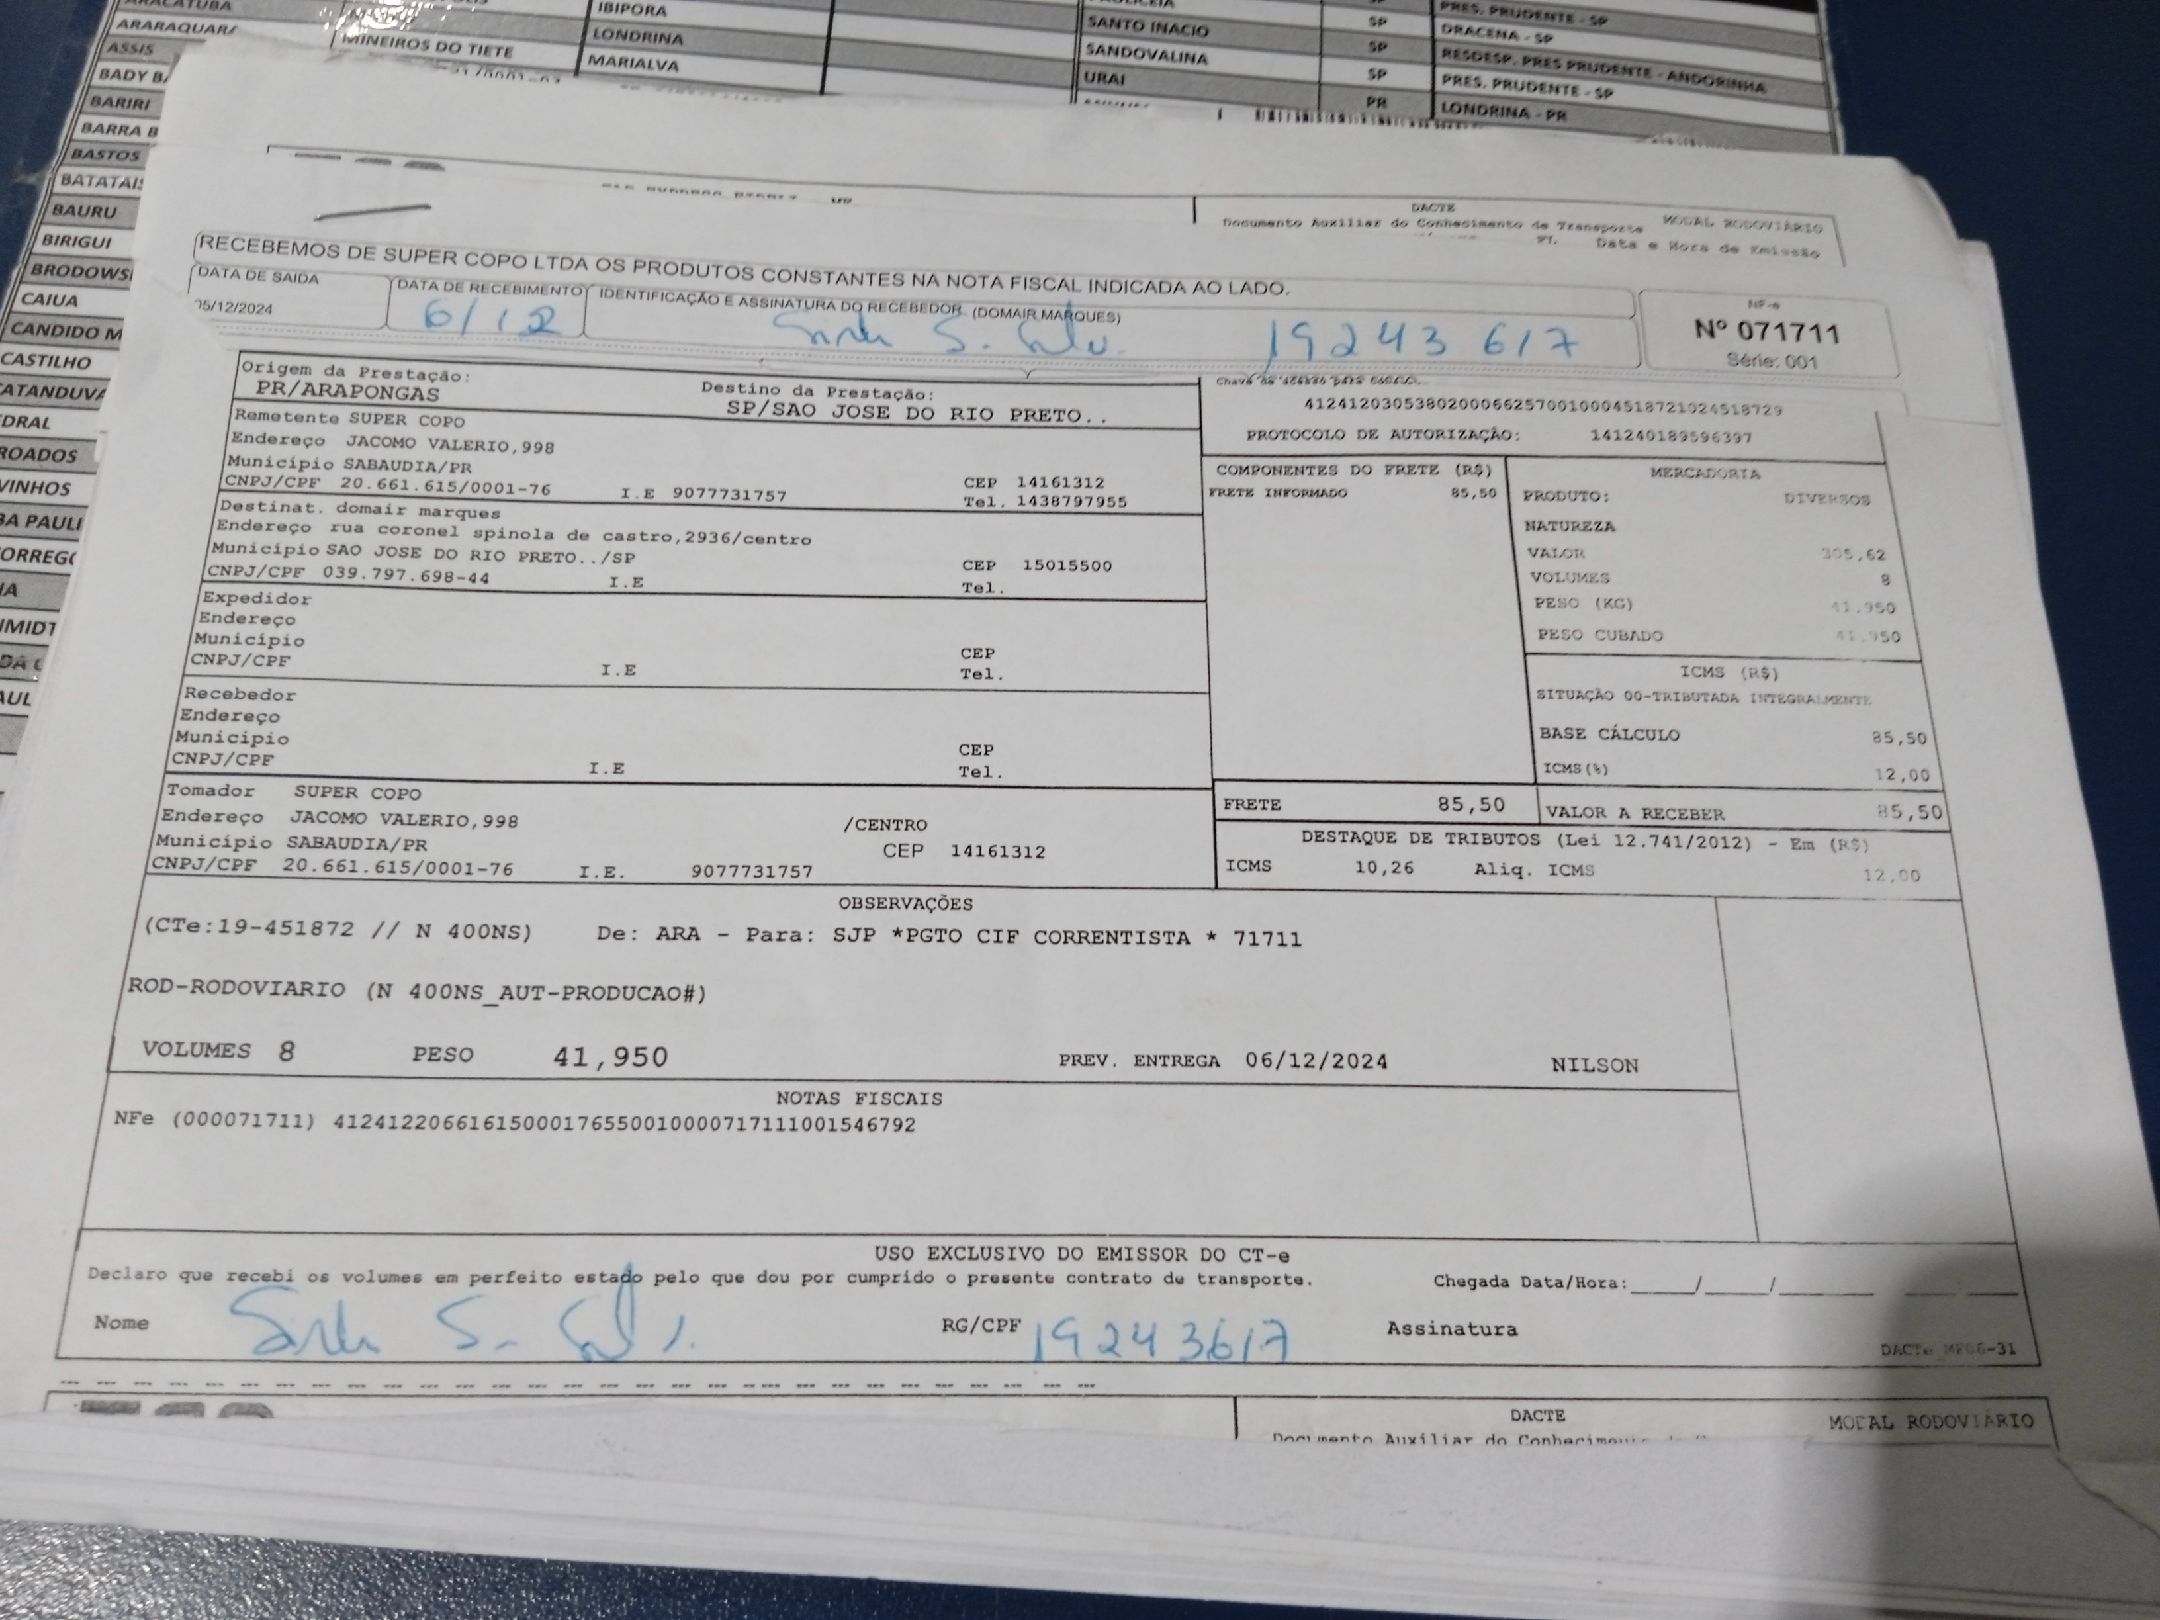 ARACATUBA
ARARAQUARA
ASSIS
BARIRI
BASTOS
BAURU
BIRIGUI
CAIUA
CASTILHO
IBIPORA
MINEIROS DO TIETE
LONDRINA
MARIALVA
SANTO INACIO SP DRACENA - SP
SANDOVALINA SP RESDESP. PRES PRUDENTE - ANDORINHA
URAI SP PRES. PRUDENTE - SP
PR LONDRINA - PR
PRES. PRUDENTE - SP
DACTE
Documento Auxiliar do Conhecimento de Transporte MODAL RODOVIÁRIO
Data e Hora de Emissão
RECEBEMOS DE SUPER COPO LTDA OS PRODUTOS CONSTANTES NA NOTA FISCAL INDICADA AO LADO.
DATA DE SAIDA
05/12/2024
DATA DE RECEBIMENTO
6/12
IDENTIFICAÇÃO E ASSINATURA DO RECEBEDOR (DOMAIR MARQUES)
19243617
NF-e
Nº 071711
Série: 001
Origem da Prestação:
PR/ARAPONGAS
Destino da Prestação:
SP/SAO JOSE DO RIO PRETO..
41241203053802000662570010004518721024518729
PROTOCOLO DE AUTORIZAÇÃO: 141240189596397
Remetente SUPER COPO
Endereço JACOMO VALERIO,998
Município SABAUDIA/PR CEP 14161312
CNPJ/CPF 20.661.615/0001-76 I.E 9077731757 Tel. 1438797955
Destinat. domair marques
Endereço rua coronel spinola de castro,2936/centro
Município SAO JOSE DO RIO PRETO../SP CEP 15015500
CNPJ/CPF 039.797.698-44 I.E Tel.
Expedidor
Endereço
Município CEP
CNPJ/CPF I.E Tel.
Recebedor
Endereço
Município CEP
CNPJ/CPF I.E Tel.
Tomador SUPER COPO
Endereço JACOMO VALERIO,998 /CENTRO
Município SABAUDIA/PR CEP 14161312
CNPJ/CPF 20.661.615/0001-76 I.E. 9077731757
COMPONENTES DO FRETE (R$)
FRETE INFORMADO 85,50
MERCADORIA
PRODUTO: DIVERSOS
NATUREZA
VALOR 305,62
VOLUMES 8
PESO (KG) 41,950
PESO CUBADO 41,950
ICMS (R$)
SITUAÇÃO 00-TRIBUTADA INTEGRALMENTE
BASE CÁLCULO 85,50
ICMS(%) 12,00
FRETE 85,50 VALOR A RECEBER 85,50
DESTAQUE DE TRIBUTOS (Lei 12.741/2012) - Em (R$)
ICMS 10,26 Aliq. ICMS 12,00
OBSERVAÇÕES
(CTe:19-451872 // N 400NS) De: ARA - Para: SJP *PGTO CIF CORRENTISTA * 71711
ROD-RODOVIARIO (N 400NS_AUT-PRODUCAO#)
VOLUMES 8 PESO 41,950 PREV. ENTREGA 06/12/2024 NILSON
NOTAS FISCAIS
NFe (000071711) 41241220661615000176550010000717111001546792
USO EXCLUSIVO DO EMISSOR DO CT-e
Declaro que recebi os volumes em perfeito estado pelo que dou por cumprido o presente contrato de transporte. Chegada Data/Hora:____/____/____
Nome RG/CPF 19243617 Assinatura
DACTE
MODAL RODOVIÁRIO